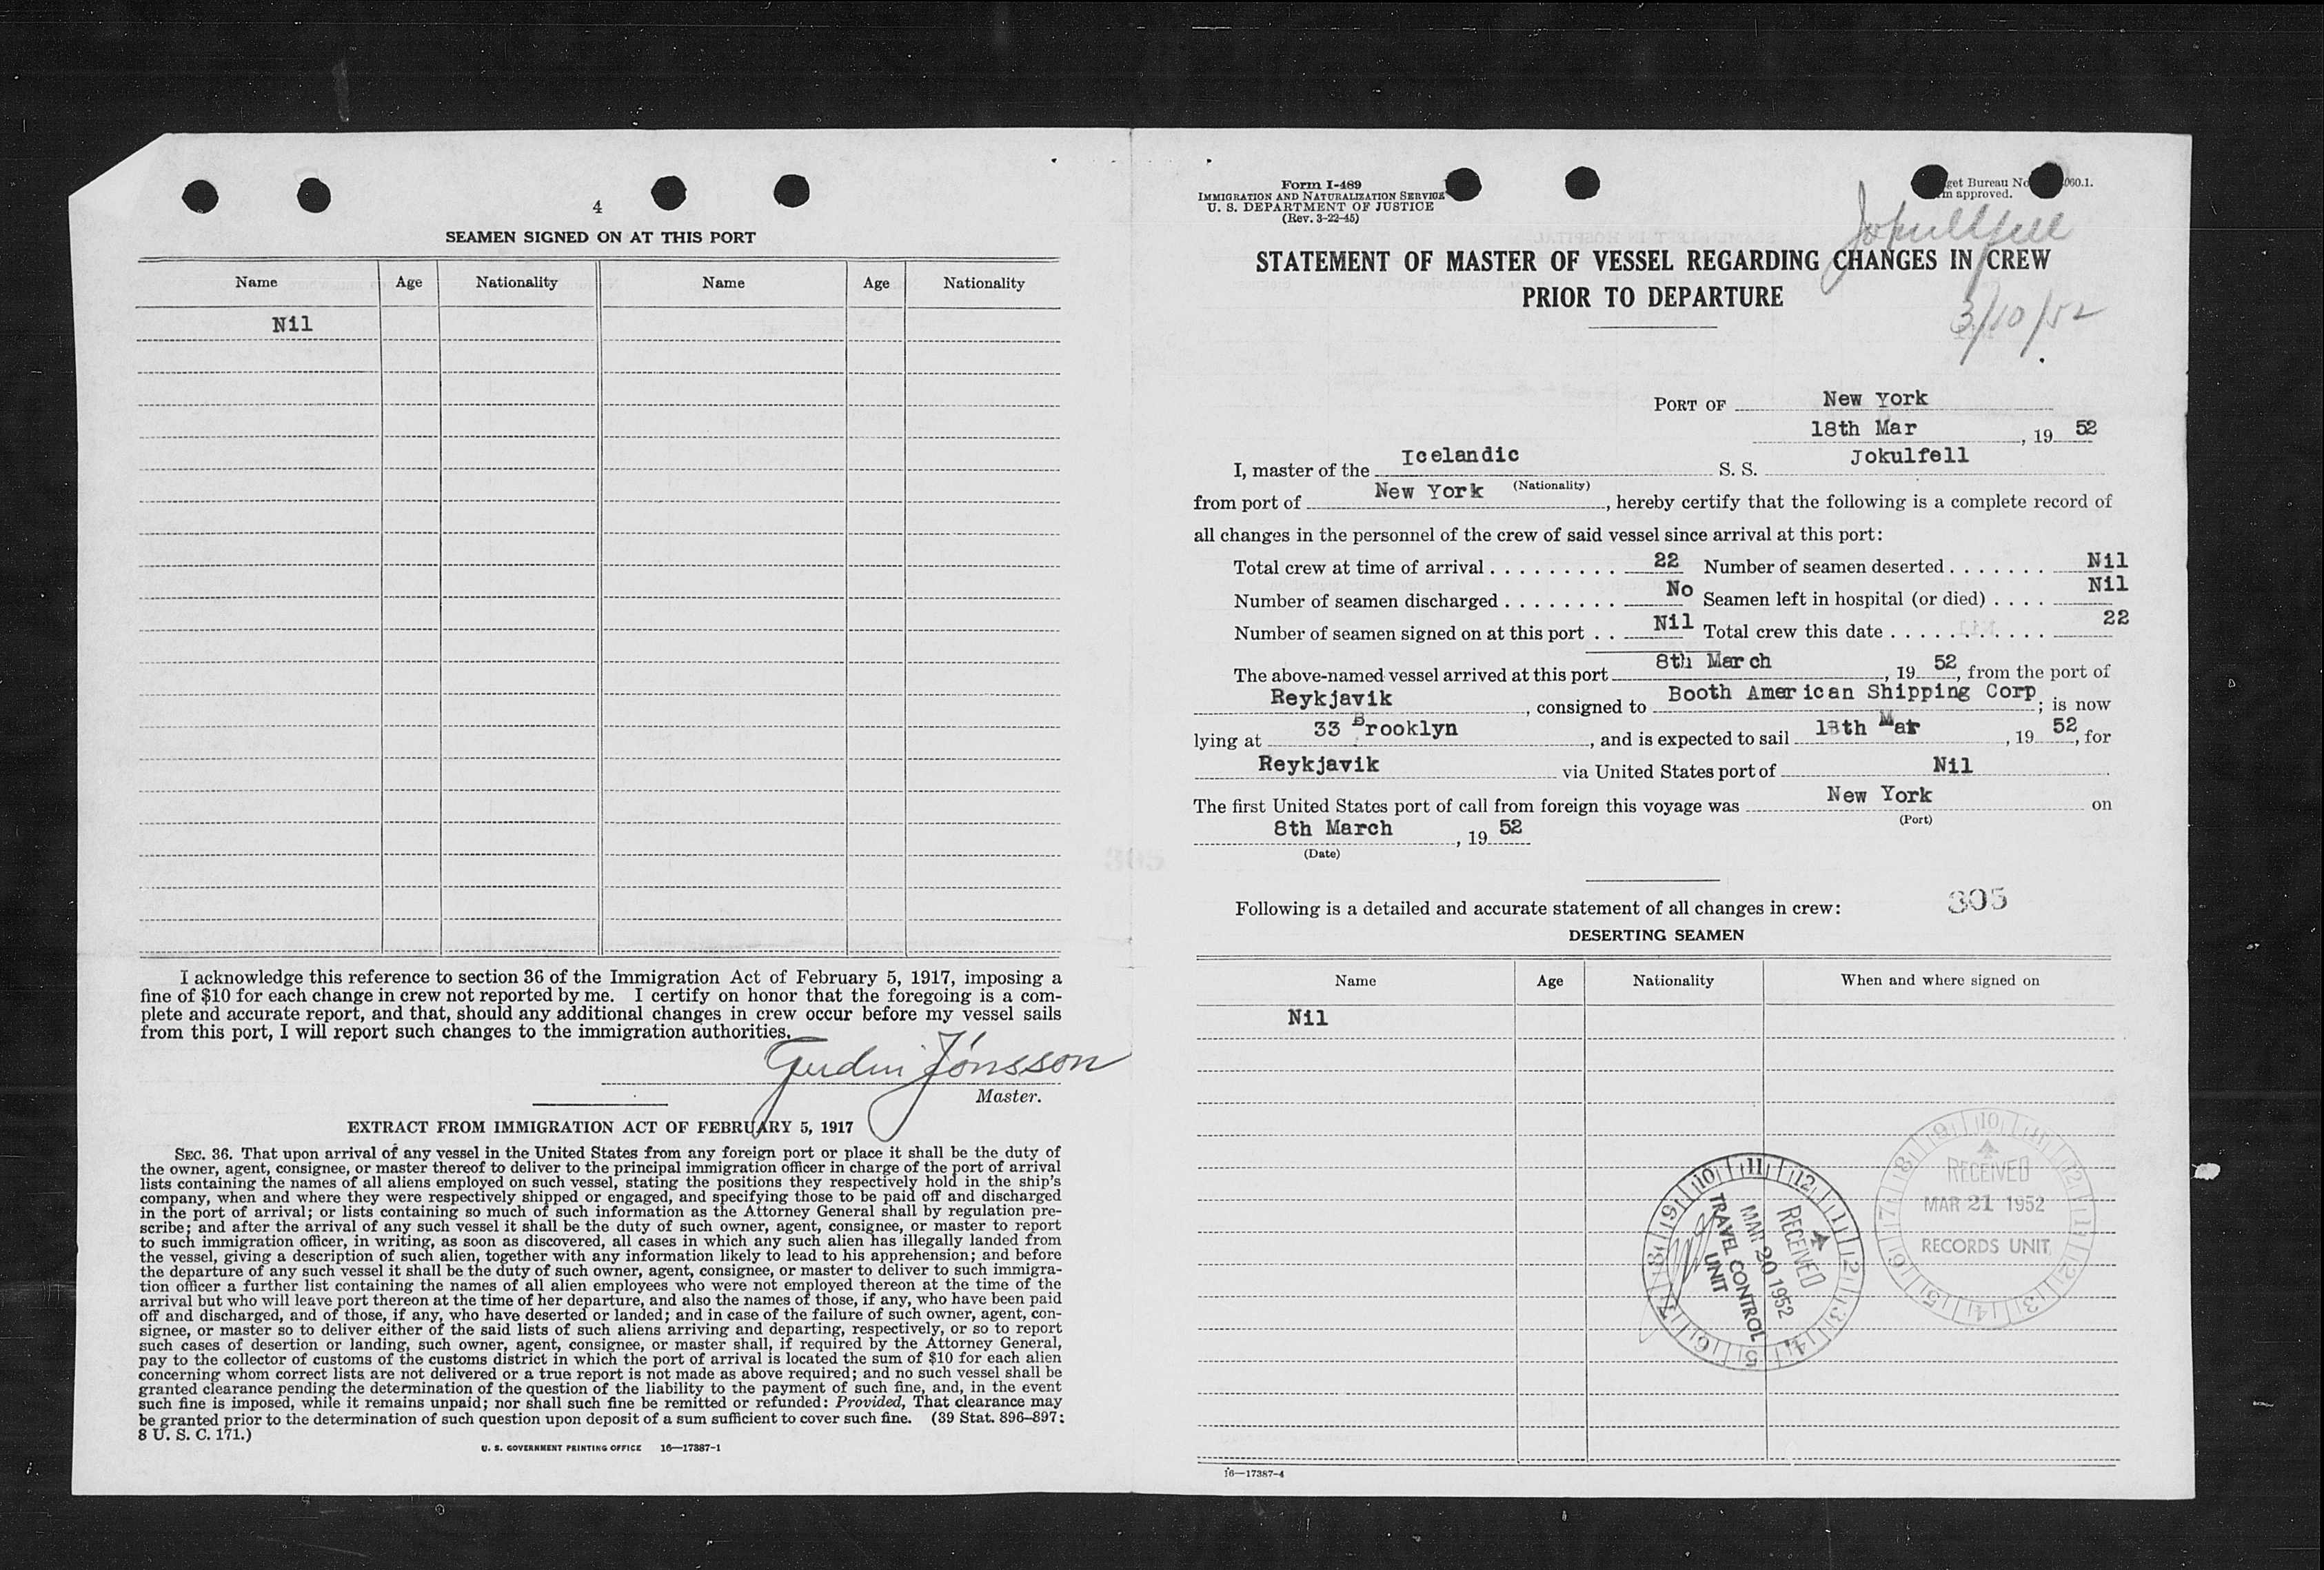 4
SEAMEN SIGNED ON AT THIS PORT
Name Age Nationality Name Age Nationality
Nil
I acknowledge this reference to section 36 of the Immigration Act of February 5, 1917, imposing a
fine of $10 for each change in crew not reported by me. I certify on honor that the foregoing is a com-
plete and accurate report, and that, should any additional changes in crew occur before my vessel sails
from this port, I will report such changes to the immigration authorities.
Jónsson
Master.
EXTRACT FROM IMMIGRATION ACT OF FEBRUARY 5, 1917
SEC. 36. That upon arrival of any vessel in the United States from any foreign port or place it shall be the duty of
the owner, agent, consignee, or master thereof to deliver to the principal immigration officer in charge of the port of arrival
lists containing the names of all aliens employed on such vessel, stating the positions they respectively hold in the ship's
company, when and where they were respectively shipped or engaged, and specifying those to be paid off and discharged
in the port of arrival; or lists containing so much of such information as the Attorney General shall by regulation pre-
scribe; and after the arrival of any such vessel it shall be the duty of such owner, agent, consignee, or master to report
to such immigration officer, in writing, as soon as discovered, all cases in which any such alien has illegally landed from
the vessel, giving a description of such alien, together with any information likely to lead to his apprehension; and before
the departure of any such vessel it shall be the duty of such owner, agent, consignee, or master to deliver to such immigra-
tion officer a further list containing the names of all alien employees who were not employed thereon at the time of the
arrival but who will leave port thereon at the time of her departure, and also the names of those, if any, who have been paid
off and discharged, and of those, if any, who have deserted or landed; and in case of the failure of such owner, agent, con-
signee, or master so to deliver either of the said lists of such aliens arriving and departing, respectively, or so to report
such cases of desertion or landing, such owner, agent, consignee, or master shall, if required by the Attorney General,
pay to the collector of customs of the customs district in which the port of arrival is located the sum of $10 for each alien
concerning whom correct lists are not delivered or a true report is not made as above required; and no such vessel shall be
granted clearance pending the determination of the question of the liability to the payment of such fine, and, in the event
such fine is imposed, while it remains unpaid; nor shall such fine be remitted or refunded: Provided, That clearance may
be granted prior to the determination of such question upon deposit of a sum sufficient to cover such fine. (39 Stat. 896–897;
8 U. S. C. 171.)
U. S. GOVERNMENT PRINTING OFFICE 16—17387-1
Form I-489
IMMIGRATION AND NATURALIZATION SERVICE
U. S. DEPARTMENT OF JUSTICE
(Rev. 3-22-45)
get Bureau No. 060.1.
m approved.
Jokulfell
3/10/52
STATEMENT OF MASTER OF VESSEL REGARDING CHANGES IN CREW
PRIOR TO DEPARTURE
PORT OF New York
18th Mar , 19 52
I, master of the Icelandic S. S. Jokulfell
(Nationality)
from port of New York , hereby certify that the following is a complete record of
all changes in the personnel of the crew of said vessel since arrival at this port:
Total crew at time of arrival . . . . . . . . . 22 Number of seamen deserted . . . . . . . Nil
Number of seamen discharged . . . . . . . . No Seamen left in hospital (or died) . . . . Nil
Number of seamen signed on at this port . . Nil Total crew this date . . . . . . . . . . . 22
The above-named vessel arrived at this port 8th March , 19 52 , from the port of
Reykjavik , consigned to Booth American Shipping Corp ; is now
lying at 33 Brooklyn , and is expected to sail 18th Mar , 19 52 , for
Reykjavik via United States port of Nil
The first United States port of call from foreign this voyage was New York on
(Port)
8th March , 19 52
(Date)
305
Following is a detailed and accurate statement of all changes in crew:
DESERTING SEAMEN
Name Age Nationality When and where signed on
Nil
RECEIVED
MAR 20 1952
TRAVEL CONTROL
UNIT
10 11 12 1 2 3 4 5 6 7 8 9
RECEIVED
MAR 21 1952
RECORDS UNIT
10 11 12 1 2 3 4 5 6 7 8 9
16—17387-4